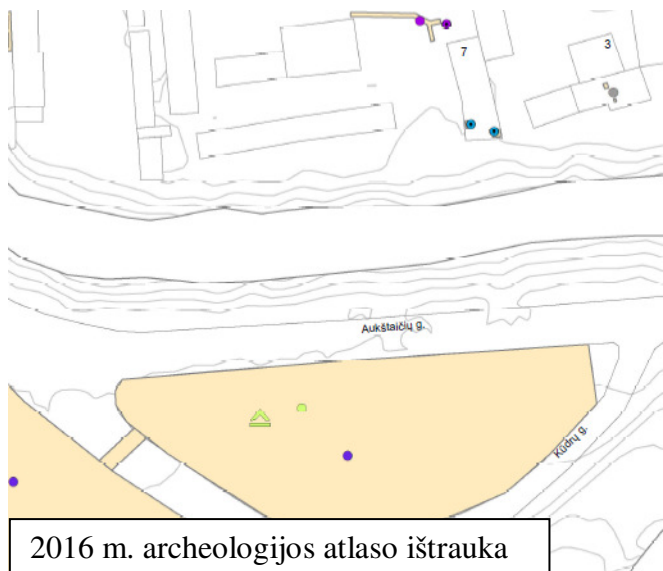 7
3
Aukštaičių g.
Kūdrų g.
2016 m. archeologijos atlaso ištrauka